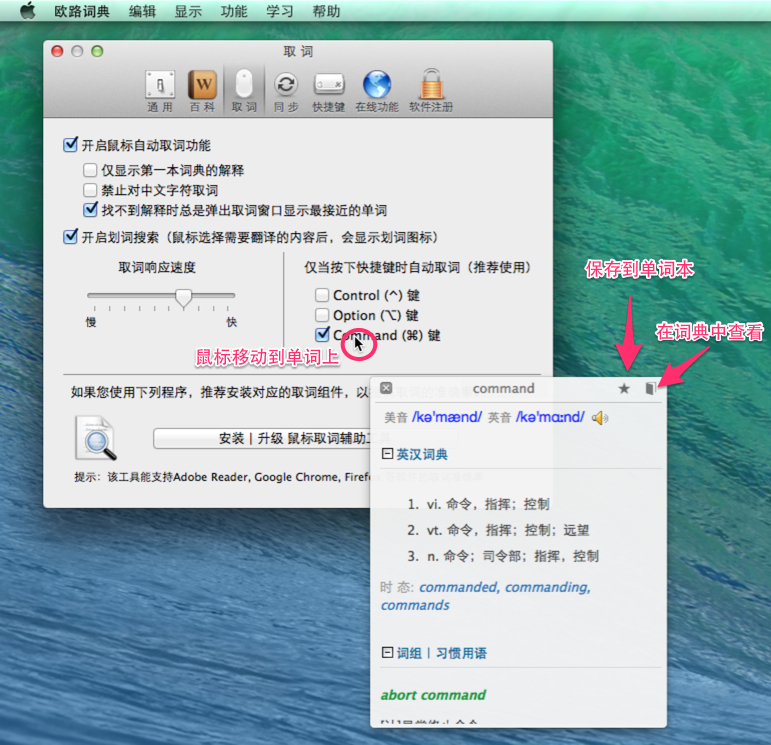 欧路词典 编辑 显示 功能 学习 帮助
取词
通用 百科 取词 同步 快捷键 在线功能 软件注册
开启鼠标自动取词功能
仅显示第一本词典的解释
禁止对中文字符取词
找不到解释时总是弹出取词窗口显示最接近的单词
开启划词搜索（鼠标选择需要翻译的内容后，会显示划词图标）
取词响应速度
慢 快
仅当按下快捷键时自动取词（推荐使用）
Control (^) 键
Option (⌥) 键
Command (⌘) 键
鼠标移动到单词上
保存到单词本
在词典中查看
如果您使用下列程序，推荐安装对应的取词组件，以
安装 | 升级 鼠标取词辅助工
提示：该工具能支持Adobe Reader, Google Chrome, Firef
command
美音 /kə'mænd/ 英音 /kə'mɑːnd/
英汉词典
1. vi. 命令，指挥；控制
2. vt. 命令，指挥；控制；远望
3. n. 命令；司令部；指挥，控制
时 态: commanded, commanding,
commands
词组 | 习惯用语
abort command